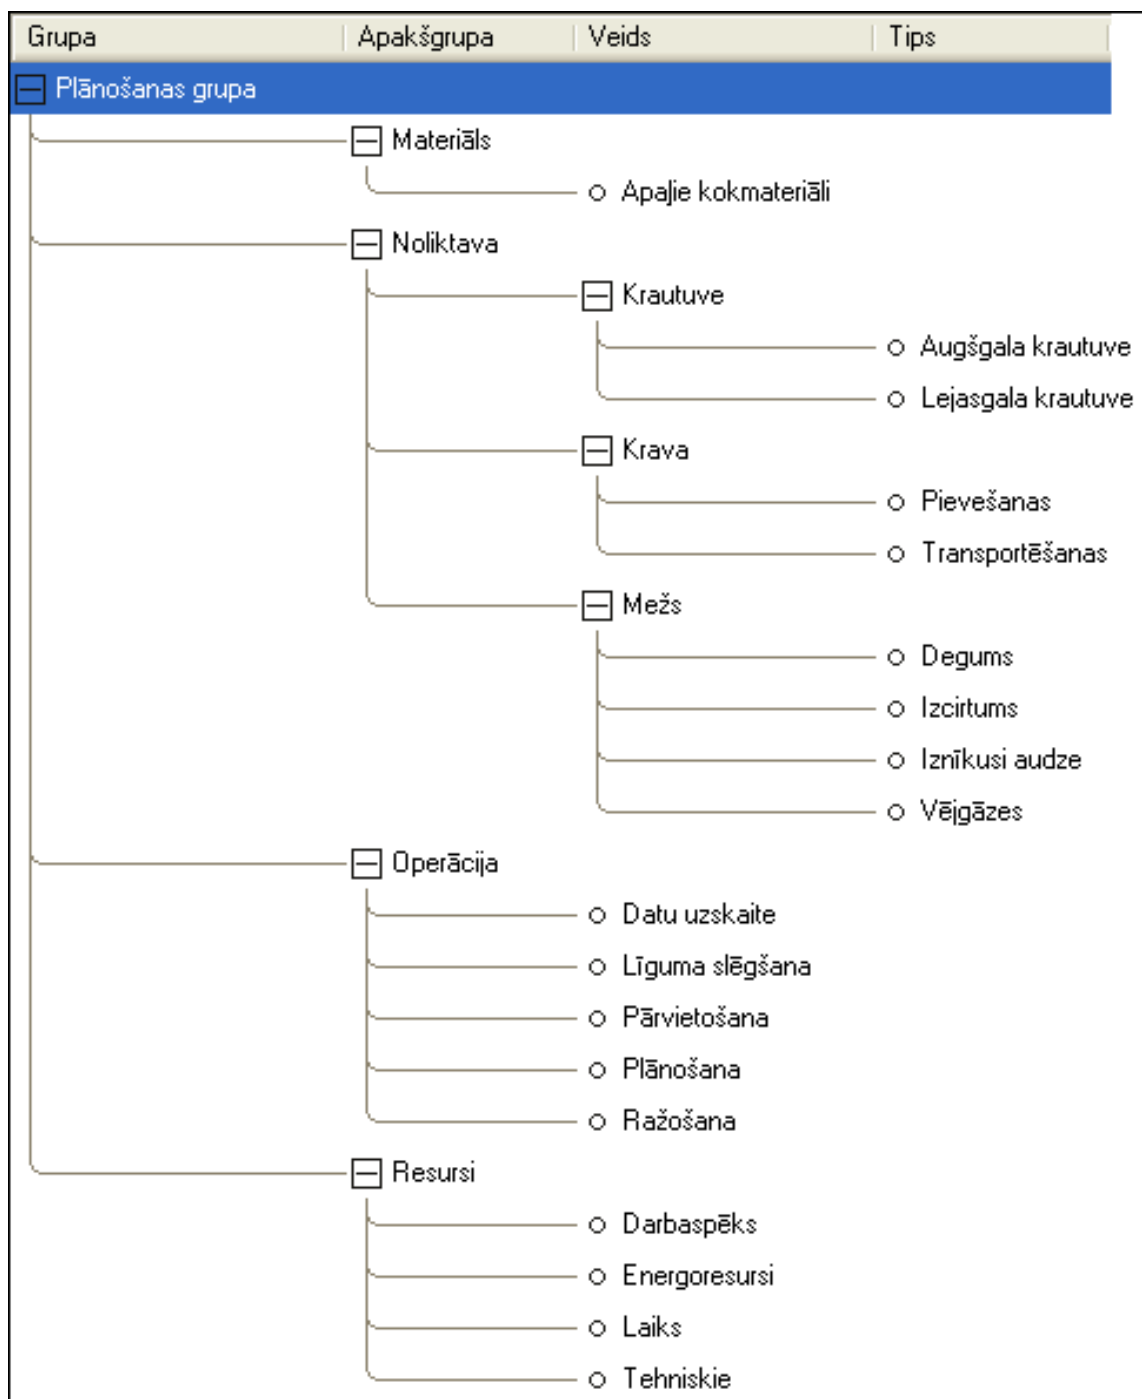 Grupa Apakšgrupa Veids Tips
Plānošanas grupa
Materiāls
Apaļie kokmateriāli
Noliktava
Krautuve
Augšgala krautuve
Lejasgala krautuve
Krava
Pievešanas
Transportēšanas
Mežs
Degums
Izcirtums
Iznīkusi audze
Vējgāzes
Operācija
Datu uzskaite
Līguma slēgšana
Pārvietošana
Plānošana
Ražošana
Resursi
Darbaspēks
Energoresursi
Laiks
Tehniskie